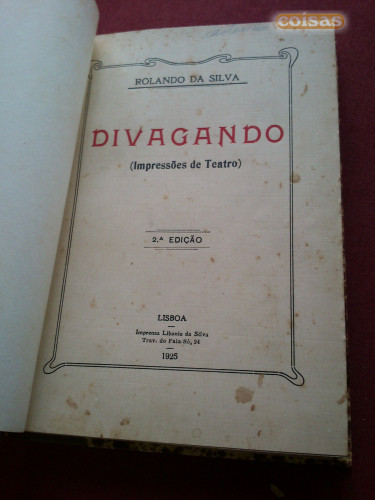 coisas
ROLANDO DA SILVA
DIVAGANDO
(Impressões de Teatro)
2.ª EDIÇÃO
LISBOA
Imprensa Libanio da Silva
Trav. do Fala-Só, 24
1925